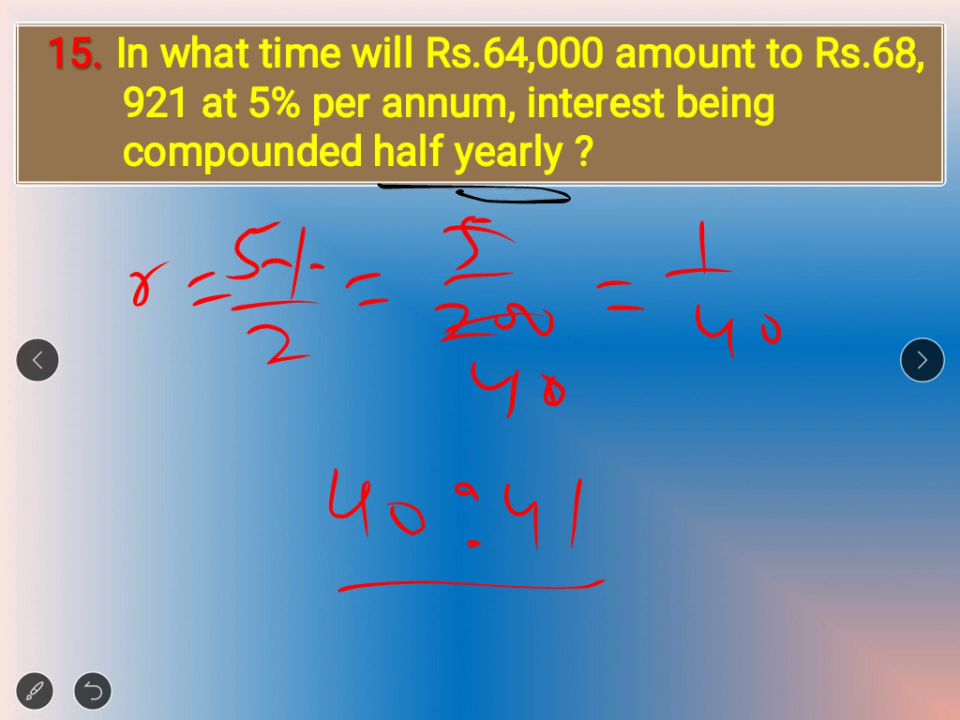 15. In what time will Rs.64,000 amount to Rs.68,
921 at 5% per annum, interest being
compounded half yearly ?
r = 5%/2 = 5/200 = 1/40
40
40 : 41